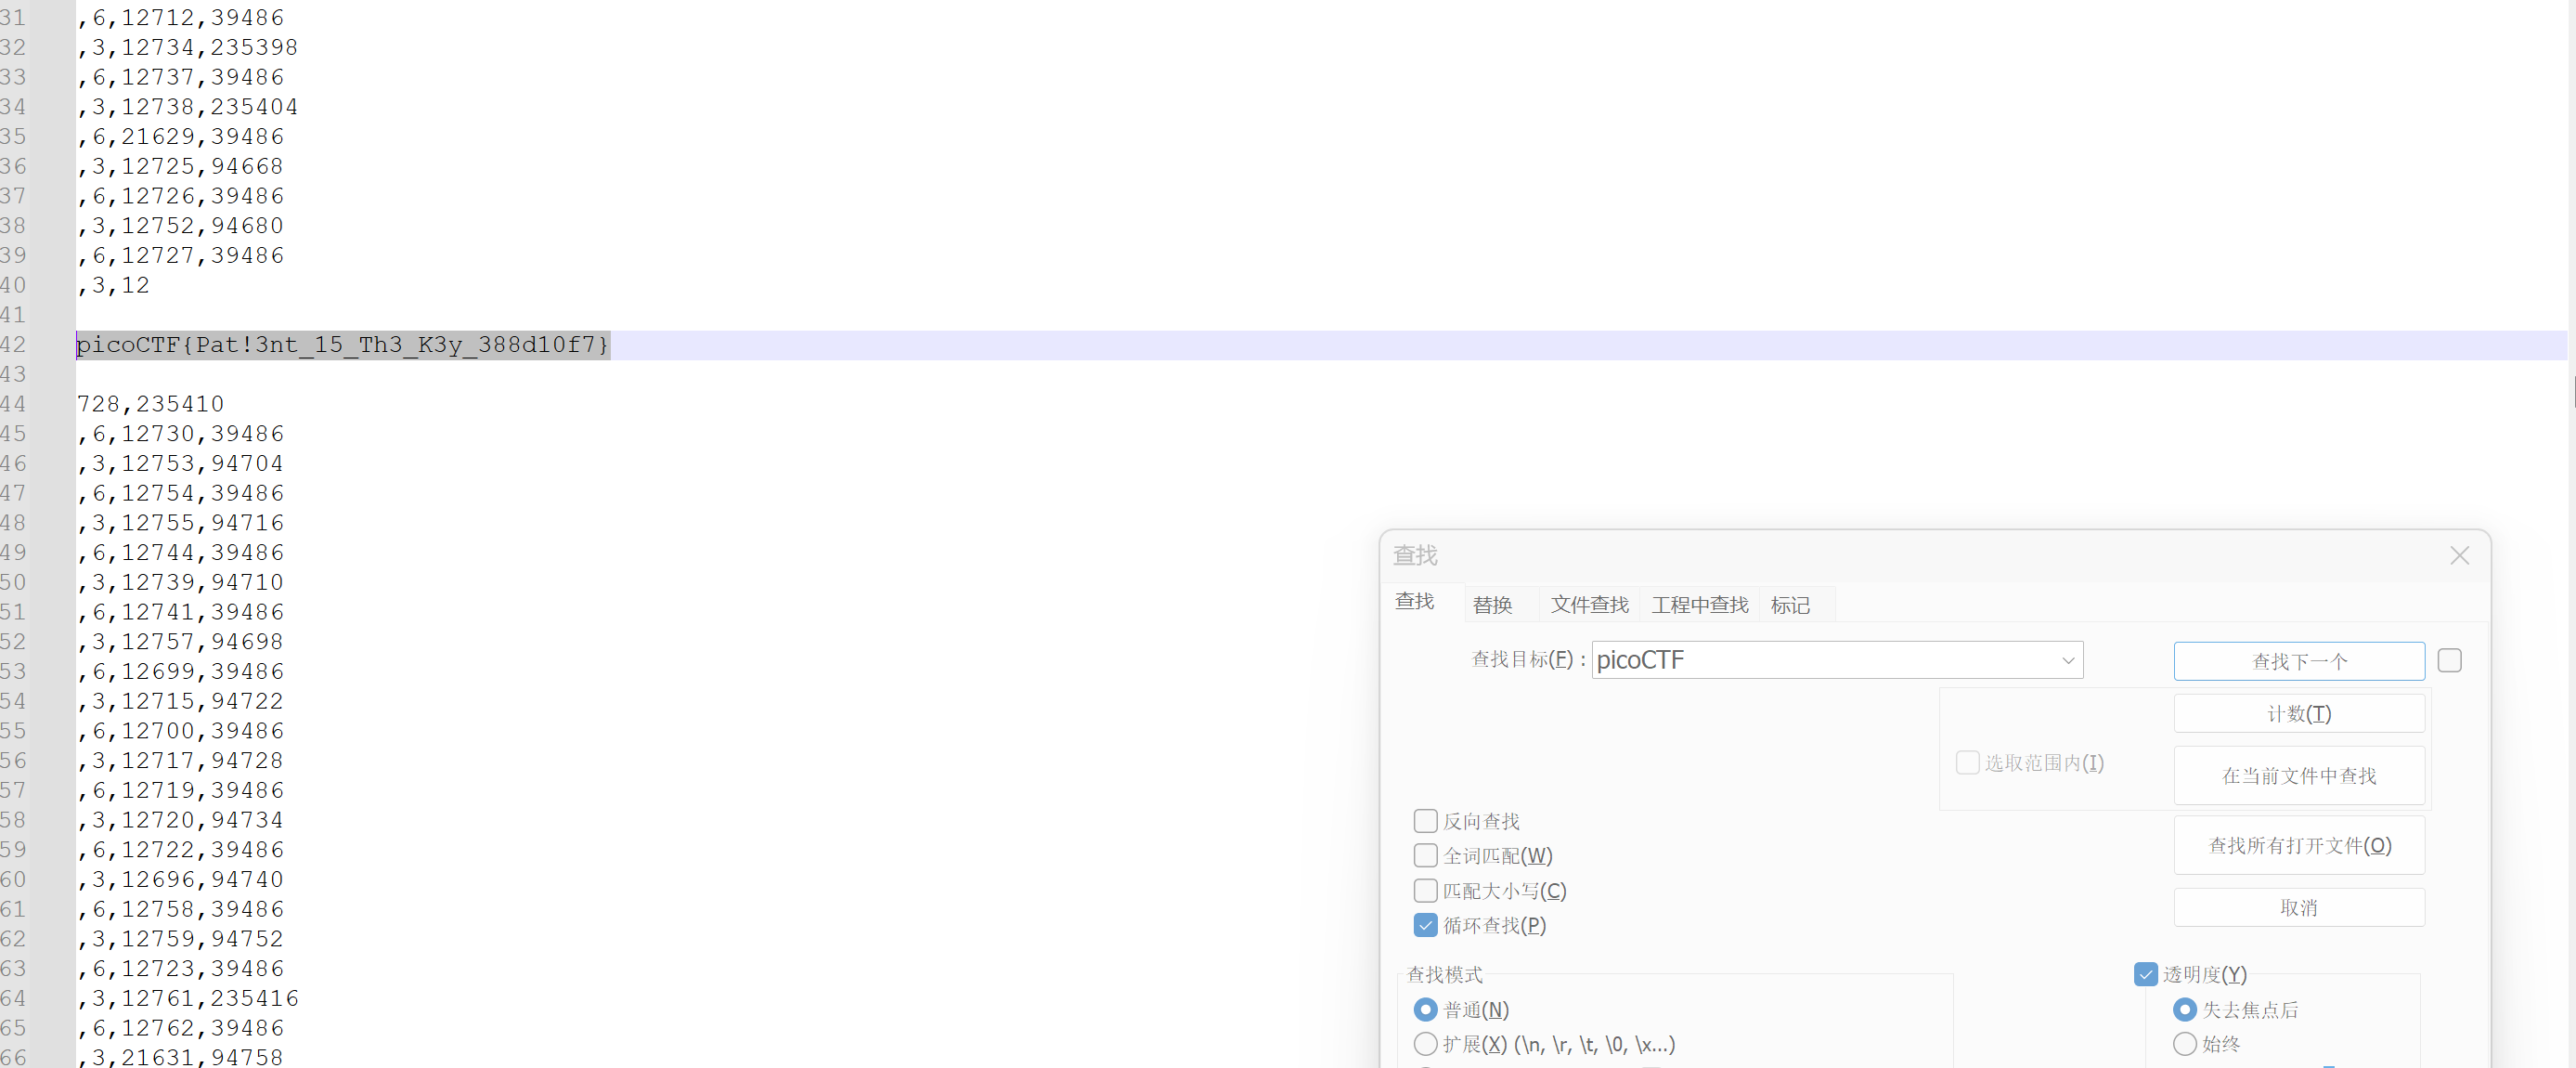 31 ,6,12712,39486
32 ,3,12734,235398
33 ,6,12737,39486
34 ,3,12738,235404
35 ,6,21629,39486
36 ,3,12725,94668
37 ,6,12726,39486
38 ,3,12752,94680
39 ,6,12727,39486
40 ,3,12
41
42 picoCTF{Pat!3nt_15_Th3_K3y_388d10f7}
43
44 728,235410
45 ,6,12730,39486
46 ,3,12753,94704
47 ,6,12754,39486
48 ,3,12755,94716
49 ,6,12744,39486
50 ,3,12739,94710
51 ,6,12741,39486
52 ,3,12757,94698
53 ,6,12699,39486
54 ,3,12715,94722
55 ,6,12700,39486
56 ,3,12717,94728
57 ,6,12719,39486
58 ,3,12720,94734
59 ,6,12722,39486
60 ,3,12696,94740
61 ,6,12758,39486
62 ,3,12759,94752
63 ,6,12723,39486
64 ,3,12761,235416
65 ,6,12762,39486
66 ,3,21631,94758
查找
查找 替换 文件查找 工程中查找 标记
查找目标(F) : picoCTF 查找下一个
计数(T)
选取范围内(I)
在当前文件中查找
反向查找
查找所有打开文件(O)
全词匹配(W)
匹配大小写(C)
取消
循环查找(P)
查找模式 透明度(Y)
普通(N) 失去焦点后
扩展(X) (\n, \r, \t, \0, \x...) 始终